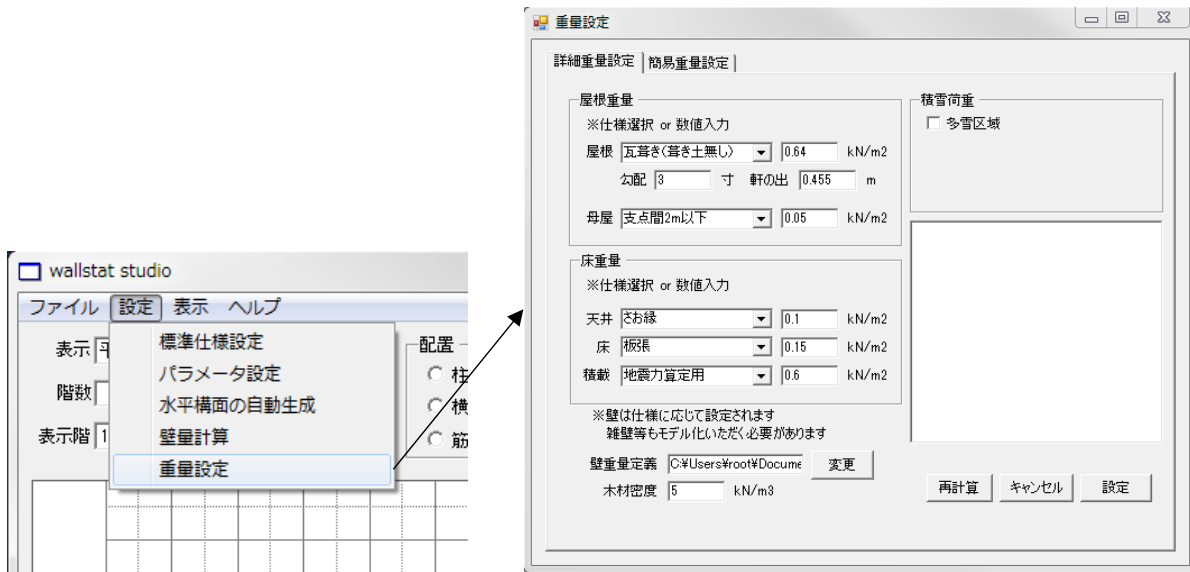 wallstat studio
ファイル 設定 表示 ヘルプ
標準仕様設定
パラメータ設定
水平構面の自動生成
壁量計算
重量設定
表示 平
階数
表示階 1
配置
柱
横
筋
重量設定
詳細重量設定 簡易重量設定
屋根重量
※仕様選択 or 数値入力
屋根 瓦葺き(葺き土無し) 0.64 kN/m2
勾配 3 寸 軒の出 0.455 m
母屋 支点間2m以下 0.05 kN/m2
床重量
※仕様選択 or 数値入力
天井 さお縁 0.1 kN/m2
床 板張 0.15 kN/m2
積載 地震力算定用 0.6 kN/m2
※壁は仕様に応じて設定されます
雑壁等もモデル化いただく必要があります
壁重量定義 C:¥Users¥root¥Docume 変更
木材密度 5 kN/m3
積雪荷重
多雪区域
再計算 キャンセル 設定